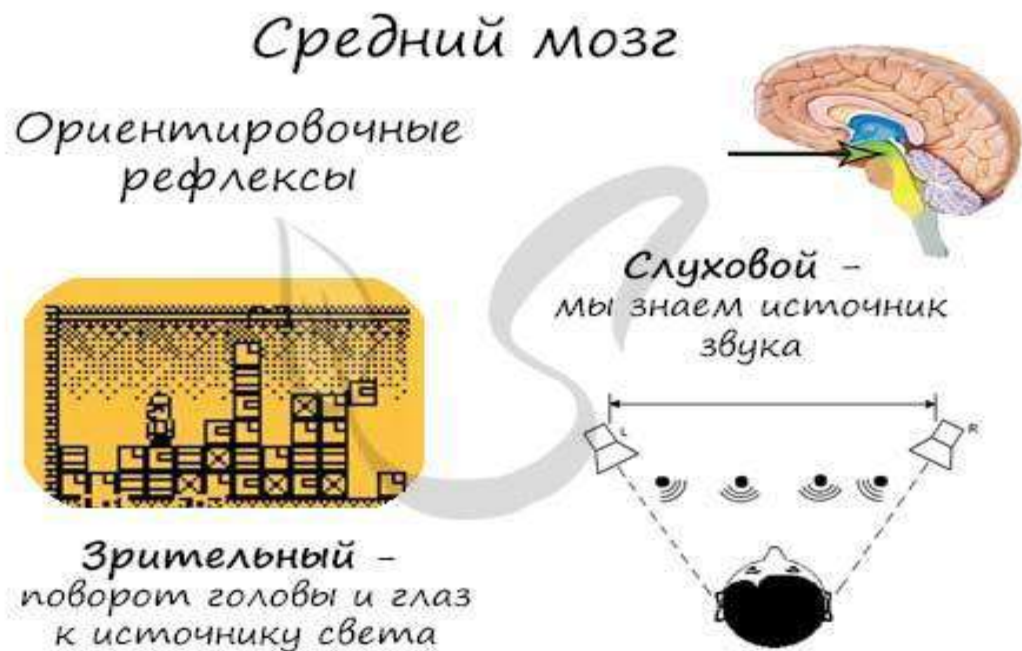 Средний мозг
Ориентировочные
рефлексы
Слуховой -
мы знаем источник
звука
L
R
Зрительный -
поворот головы и глаз
к источнику света